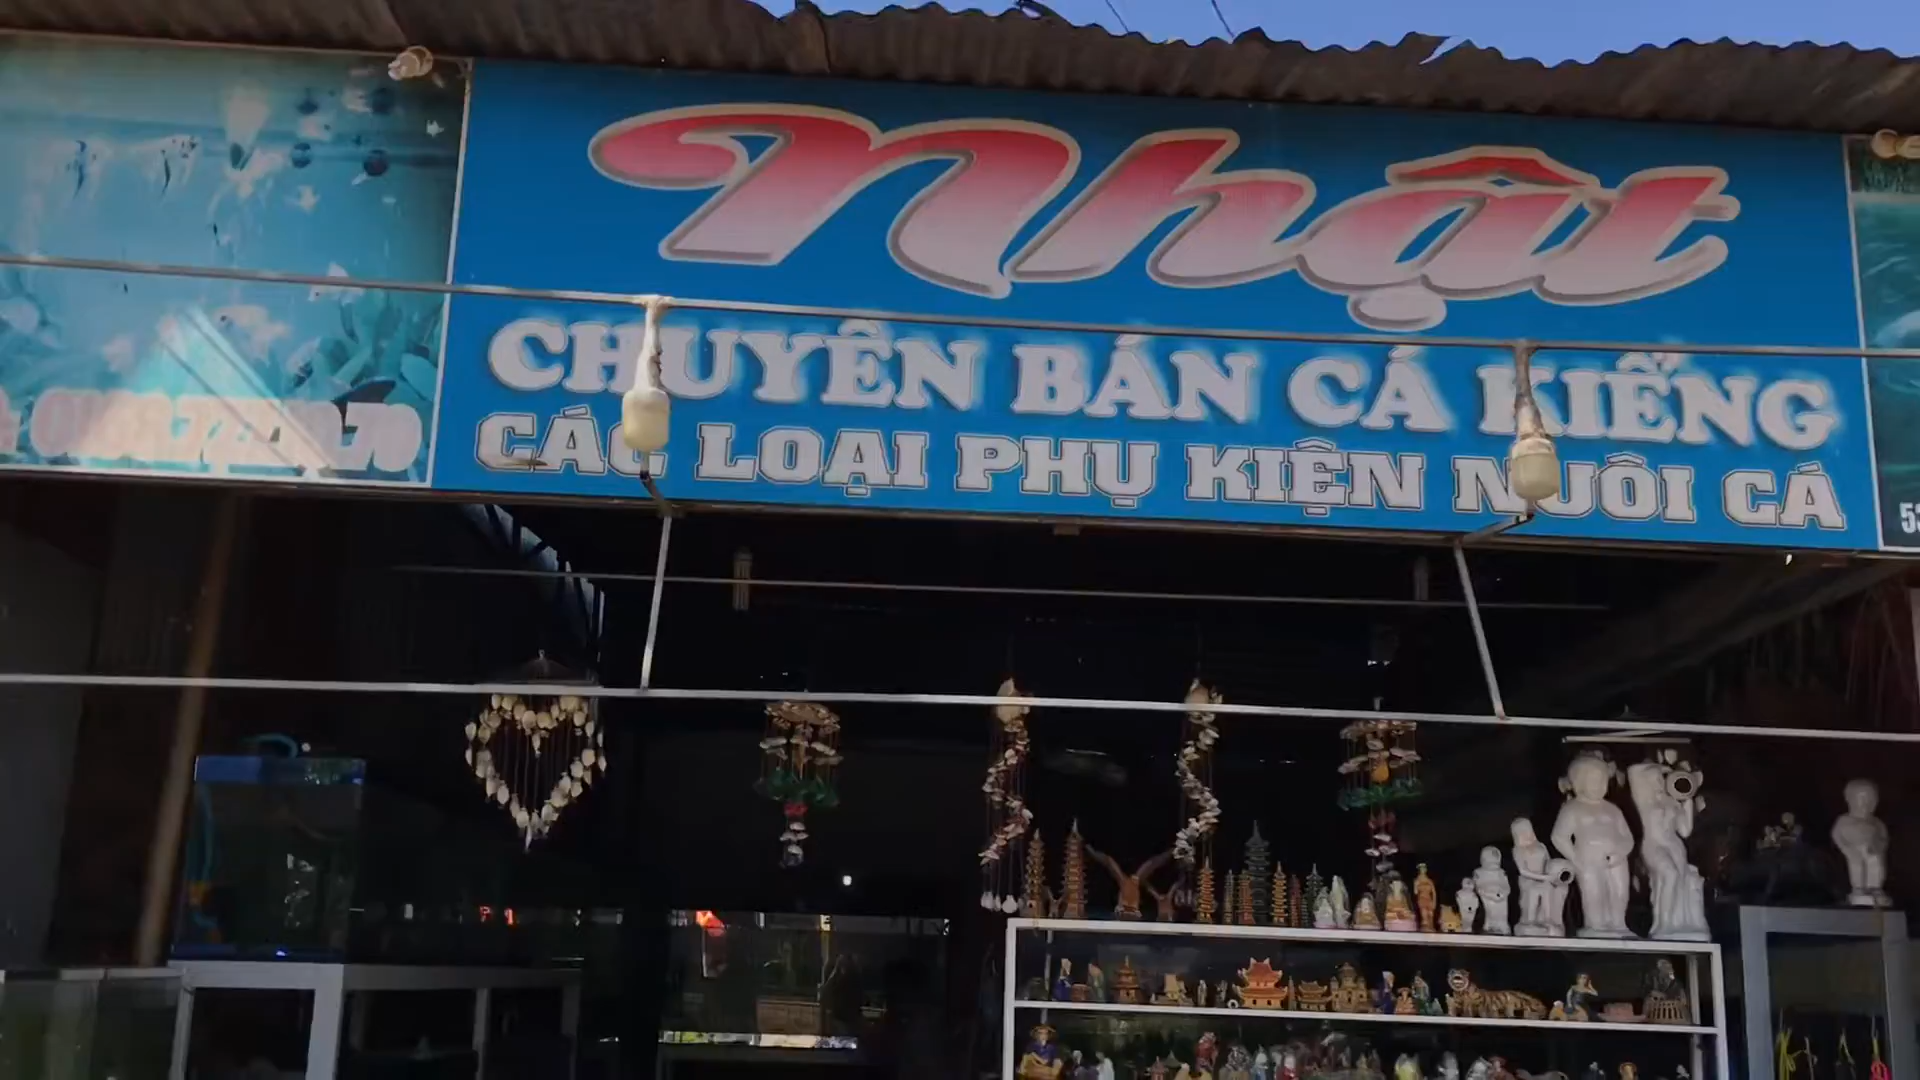 Nhật
CHUYÊN BÁN CÁ KIỂNG
CÁC LOẠI PHỤ KIỆN NUÔI CÁ